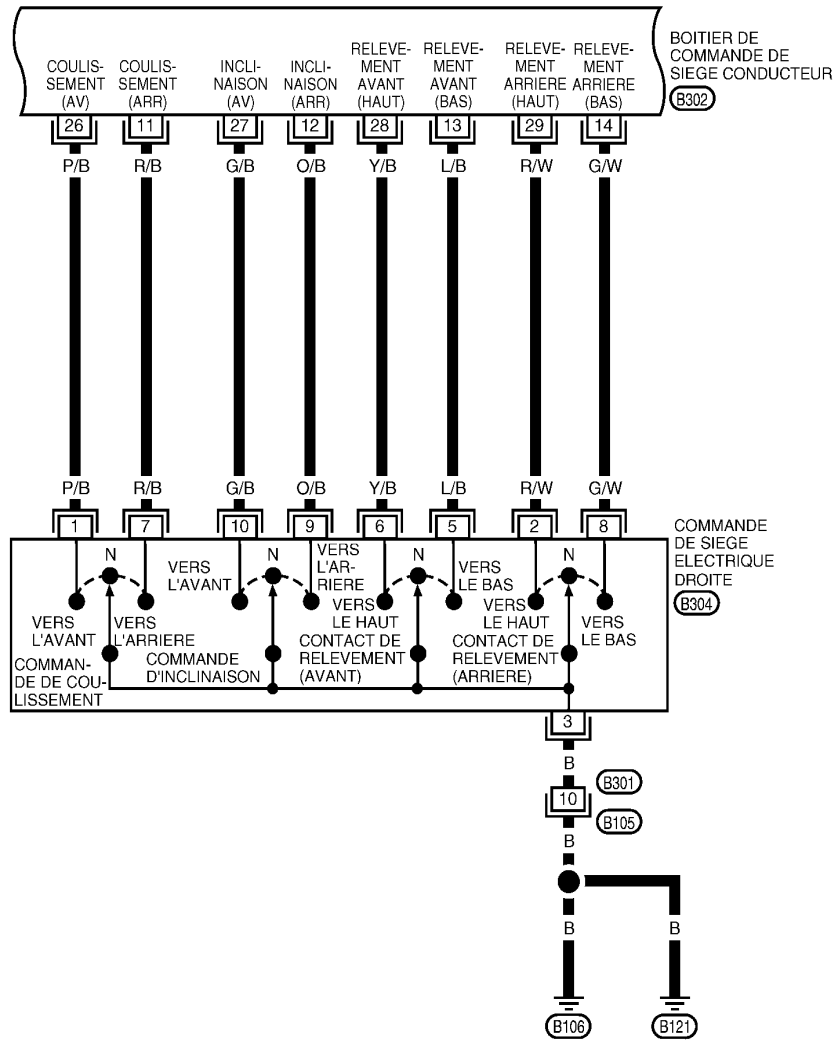 COULIS-
SEMENT
(AV)
COULIS-
SEMENT
(ARR)
INCLI-
NAISON
(AV)
INCLI-
NAISON
(ARR)
RELEVE-
MENT
AVANT
(HAUT)
RELEVE-
MENT
AVANT
(BAS)
RELEVE-
MENT
ARRIERE
(HAUT)
RELEVE-
MENT
ARRIERE
(BAS)
BOITIER DE
COMMANDE DE
SIEGE CONDUCTEUR
B302
26 11 27 12 28 13 29 14
P/B R/B G/B O/B Y/B L/B R/W G/W
P/B R/B G/B O/B Y/B L/B R/W G/W
1 7 10 9 6 5 2 8
COMMANDE
DE SIEGE
ELECTRIQUE
DROITE
B304
N
VERS
L'AVANT
VERS
L'ARRIERE
COMMAN-
DE DE COU-
LISSEMENT
VERS
L'AVANT
N
VERS
L'AR-
RIERE
COMMANDE
D'INCLINAISON
N
VERS
LE HAUT
VERS
LE BAS
CONTACT DE
RELEVEMENT
(AVANT)
N
VERS
LE HAUT
VERS
LE BAS
CONTACT DE
RELEVEMENT
(ARRIERE)
3
B
B301
10
B105
B
B B
B106 B121